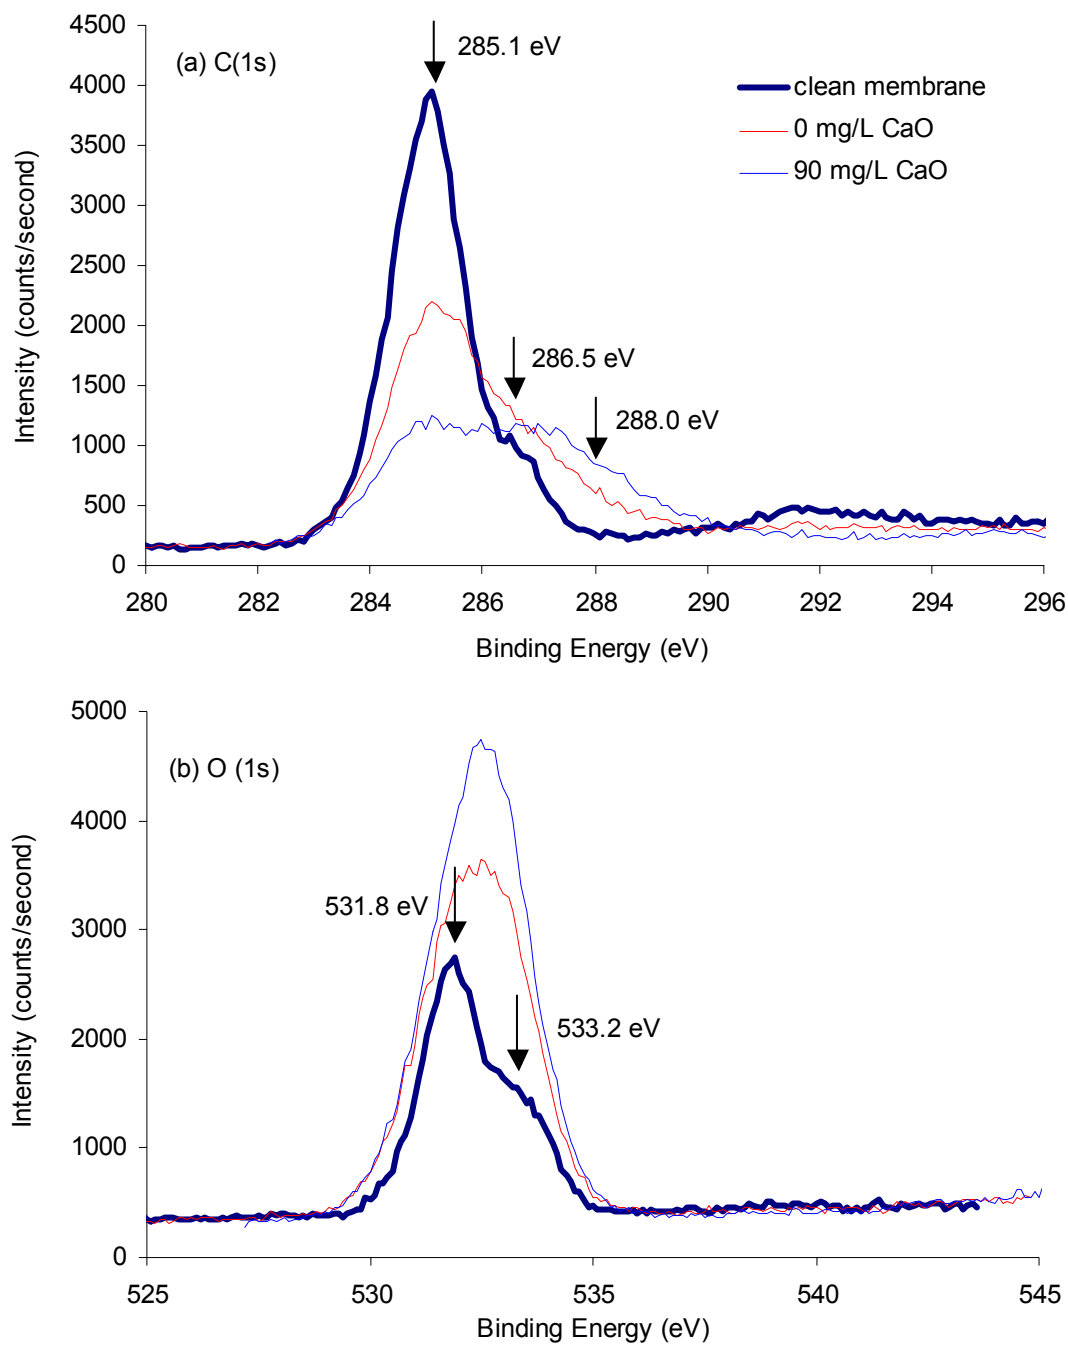 4500
285.1 eV
(a) C(1s)
4000
clean membrane
3500
0 mg/L CaO
90 mg/L CaO
3000
2500
2000
286.5 eV
1500
288.0 eV
1000
500
0
Intensity (counts/second)
280 282 284 286 288 290 292 294 296
Binding Energy (eV)
5000
(b) O (1s)
4000
531.8 eV
3000
533.2 eV
2000
1000
0
Intensity (counts/second)
525 530 535 540 545
Binding Energy (eV)